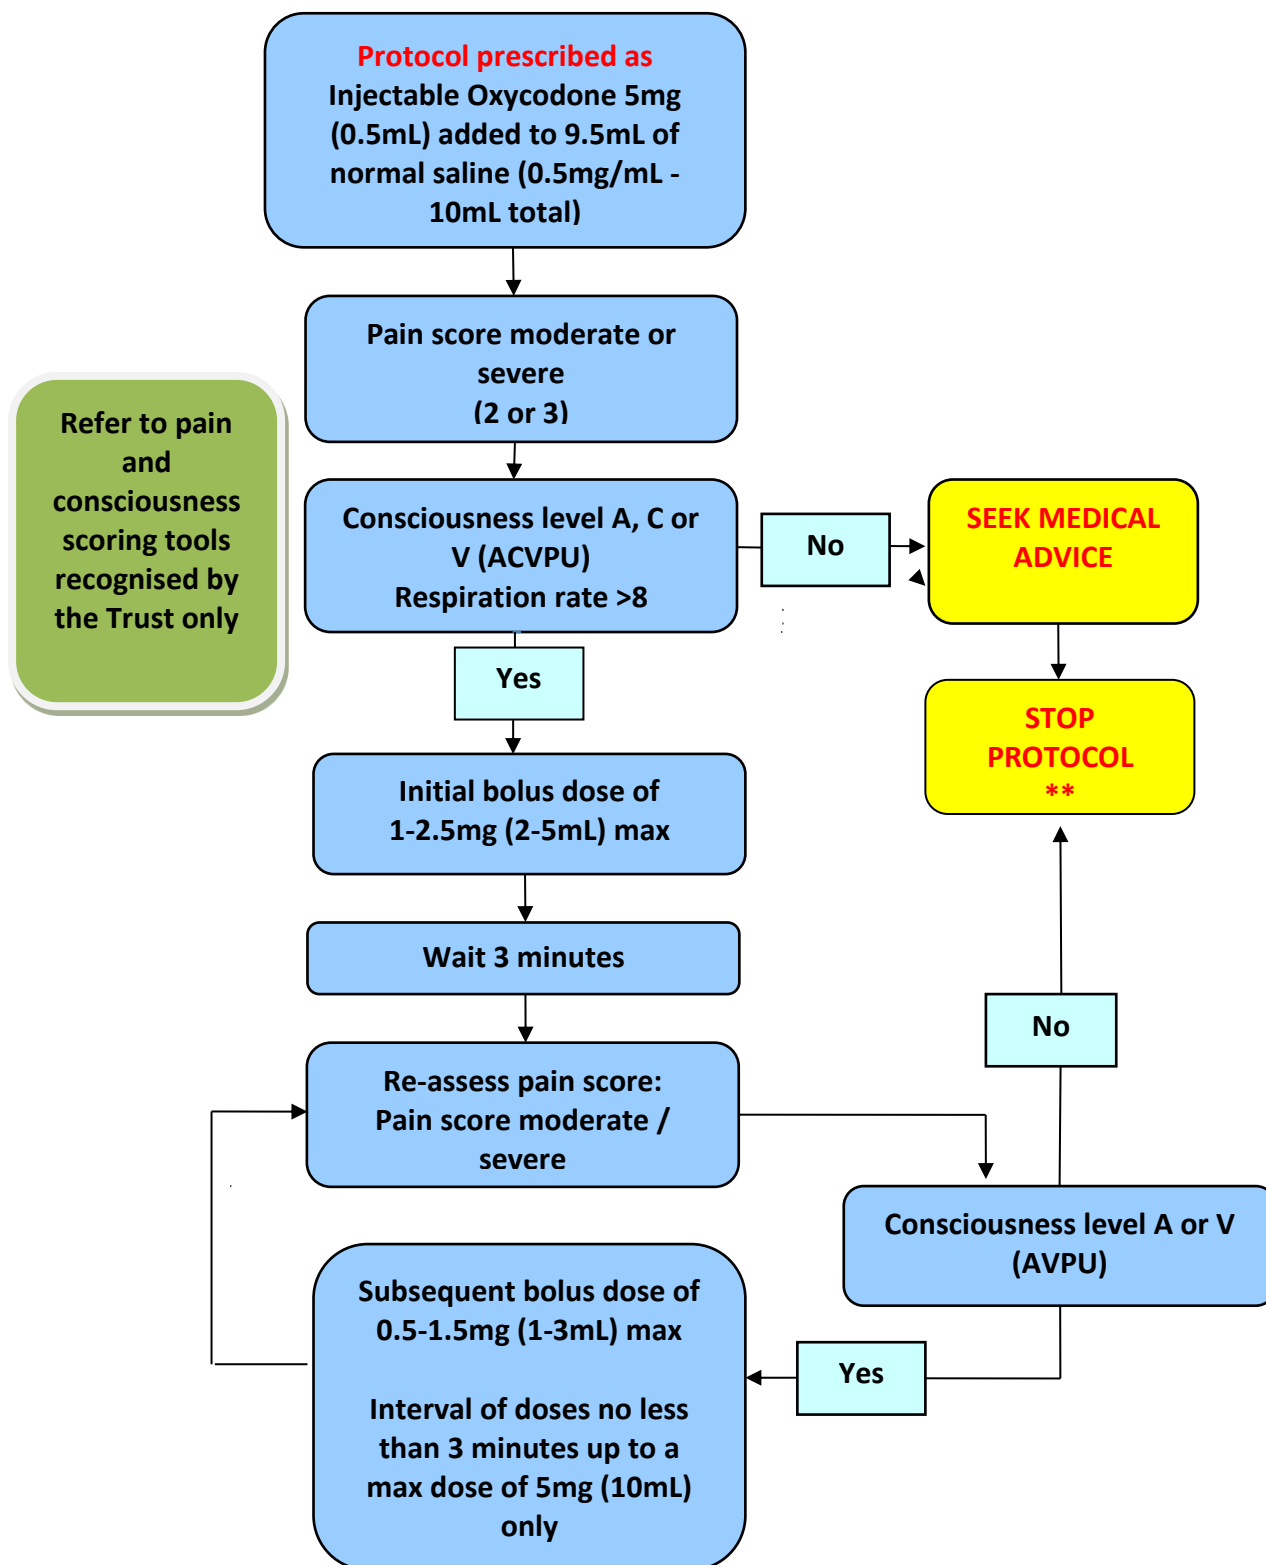 Protocol prescribed as
Injectable Oxycodone 5mg
(0.5mL) added to 9.5mL of
normal saline (0.5mg/mL -
10mL total)
Pain score moderate or
severe
(2 or 3)
Refer to pain
and
consciousness
scoring tools
recognised by
the Trust only
Consciousness level A, C or
V (ACVPU)
Respiration rate >8
No
SEEK MEDICAL
ADVICE
Yes
STOP
PROTOCOL
**
Initial bolus dose of
1-2.5mg (2-5mL) max
Wait 3 minutes
No
Re-assess pain score:
Pain score moderate /
severe
Consciousness level A or V
(AVPU)
Yes
Subsequent bolus dose of
0.5-1.5mg (1-3mL) max
Interval of doses no less
than 3 minutes up to a
max dose of 5mg (10mL)
only